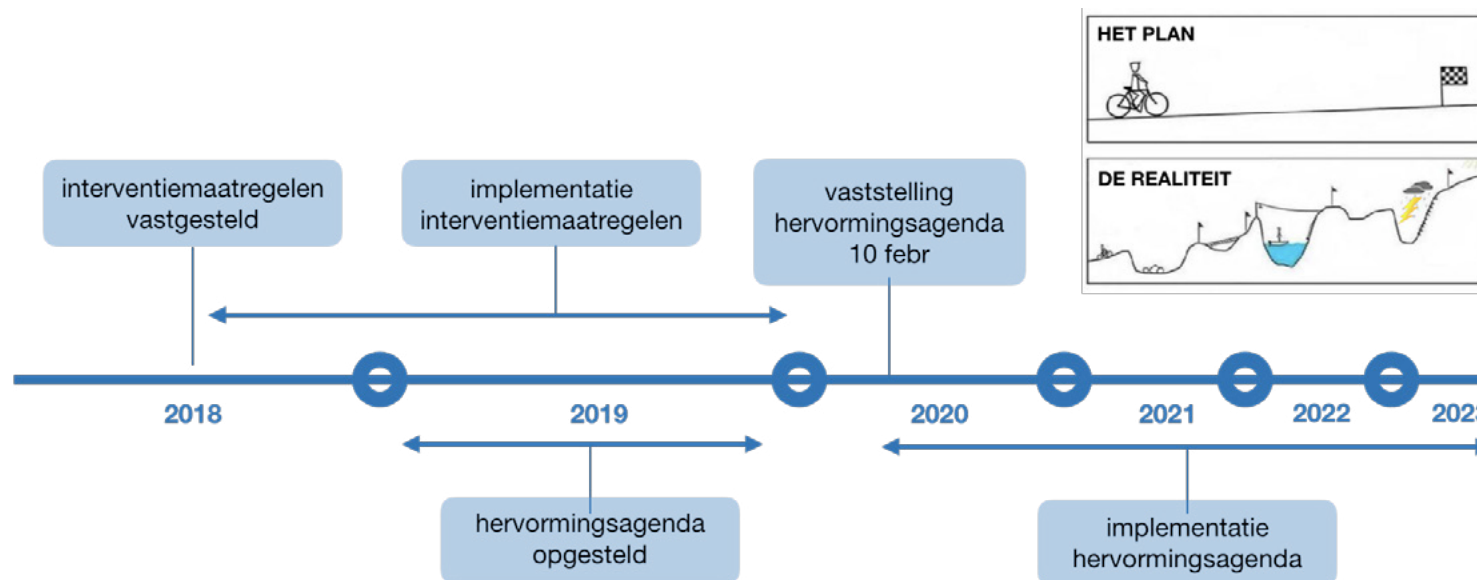 HET PLAN
DE REALITEIT
interventiemaatregelen
vastgesteld
implementatie
interventiemaatregelen
vaststelling
hervormingsagenda
10 febr
2018
2019
2020
2021
2022
2023
hervormingsagenda
opgesteld
implementatie
hervormingsagenda